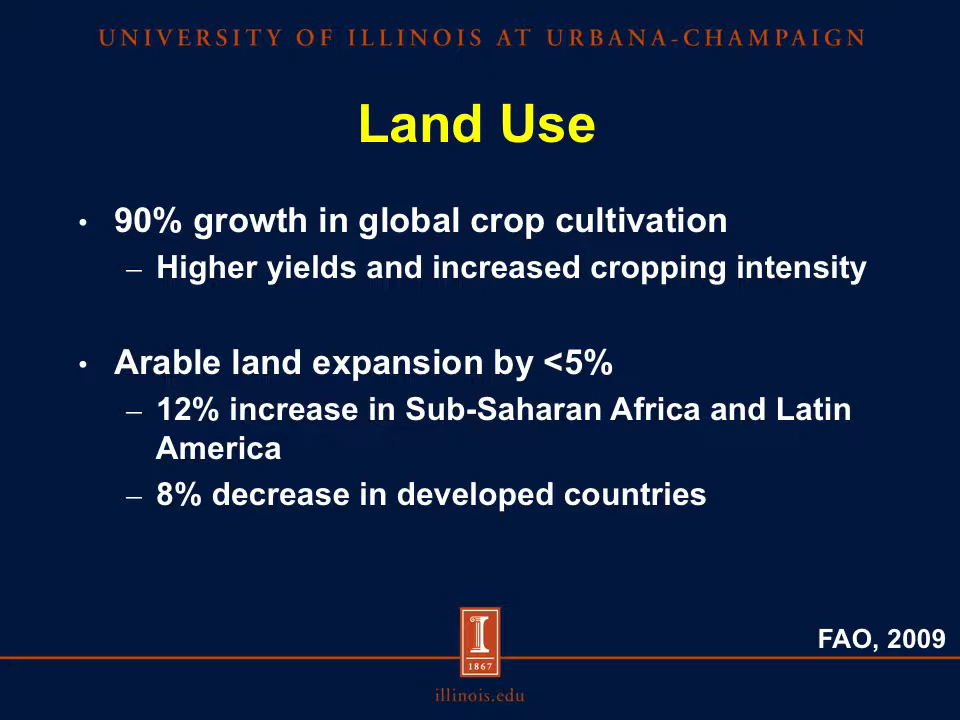 UNIVERSITY OF ILLINOIS AT URBANA-CHAMPAIGN
Land Use
• 90% growth in global crop cultivation
– Higher yields and increased cropping intensity
• Arable land expansion by <5%
– 12% increase in Sub-Saharan Africa and Latin
America
– 8% decrease in developed countries
FAO, 2009
I
1867
illinois.edu